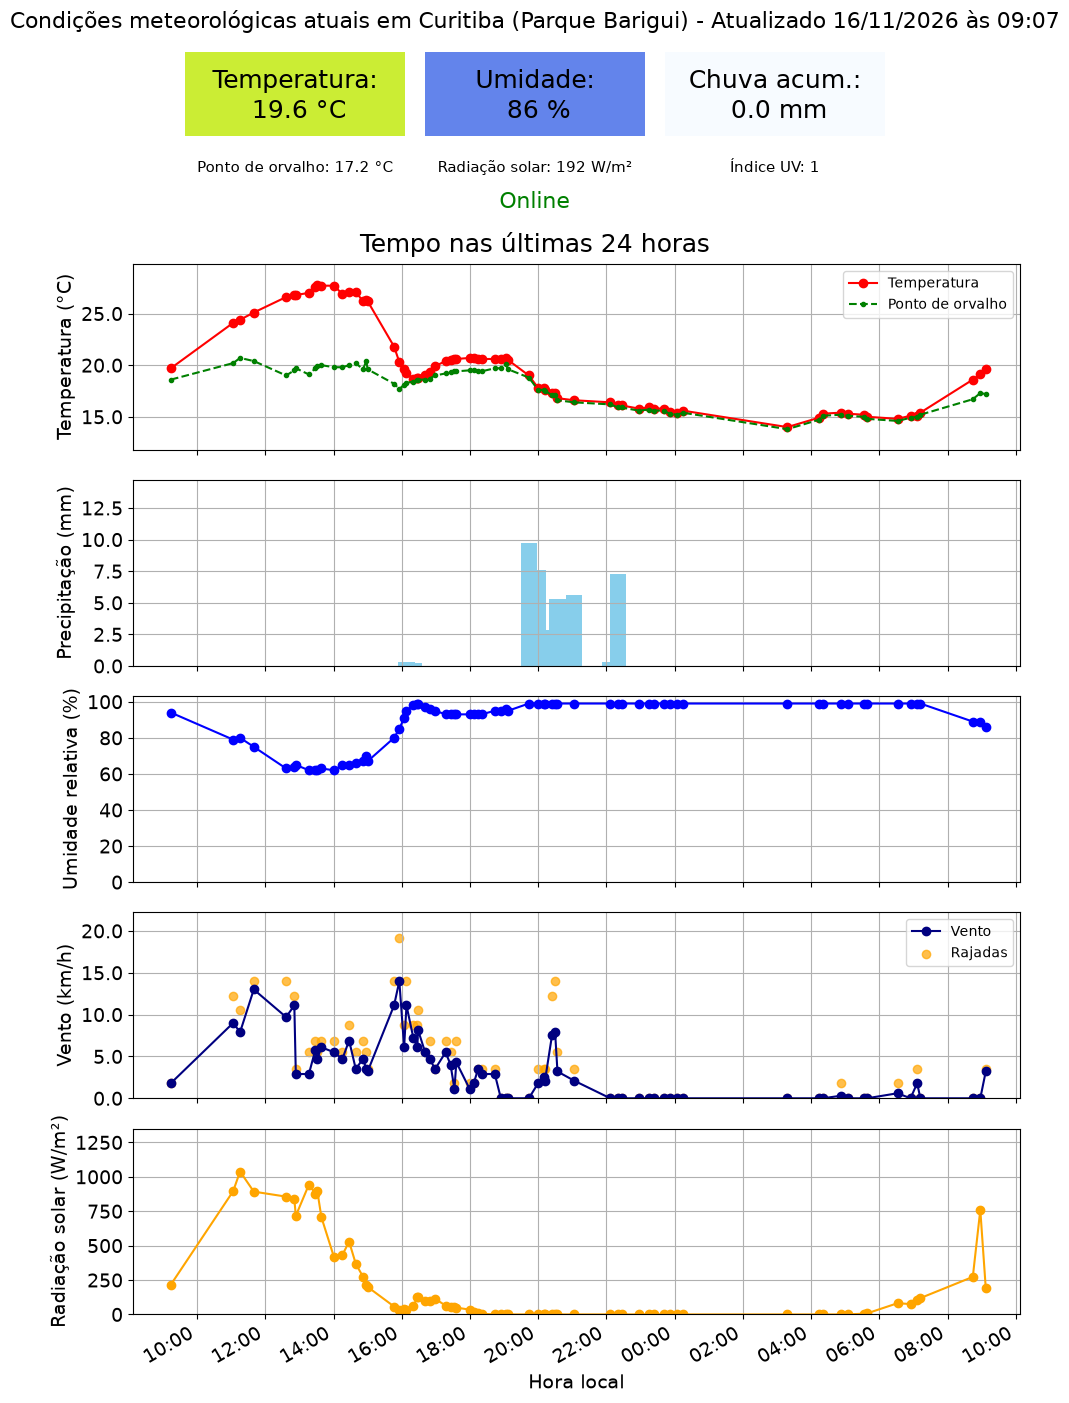 Condições meteorológicas atuais em Curitiba (Parque Barigui) - Atualizado 16/11/2026 às 09:07
Temperatura:
19.6 °C
Umidade:
86 %
Chuva acum.:
0.0 mm
Ponto de orvalho: 17.2 °C
Radiação solar: 192 W/m²
Índice UV: 1
Online
Tempo nas últimas 24 horas
Temperatura (°C)
25.0
20.0
15.0
Temperatura
Ponto de orvalho
Precipitação (mm)
12.5
10.0
7.5
5.0
2.5
0.0
Umidade relativa (%)
100
80
60
40
20
0
Vento (km/h)
20.0
15.0
10.0
5.0
0.0
Vento
Rajadas
Radiação solar (W/m²)
1250
1000
750
500
250
0
10:00
12:00
14:00
16:00
18:00
20:00
22:00
00:00
02:00
04:00
06:00
08:00
10:00
Hora local